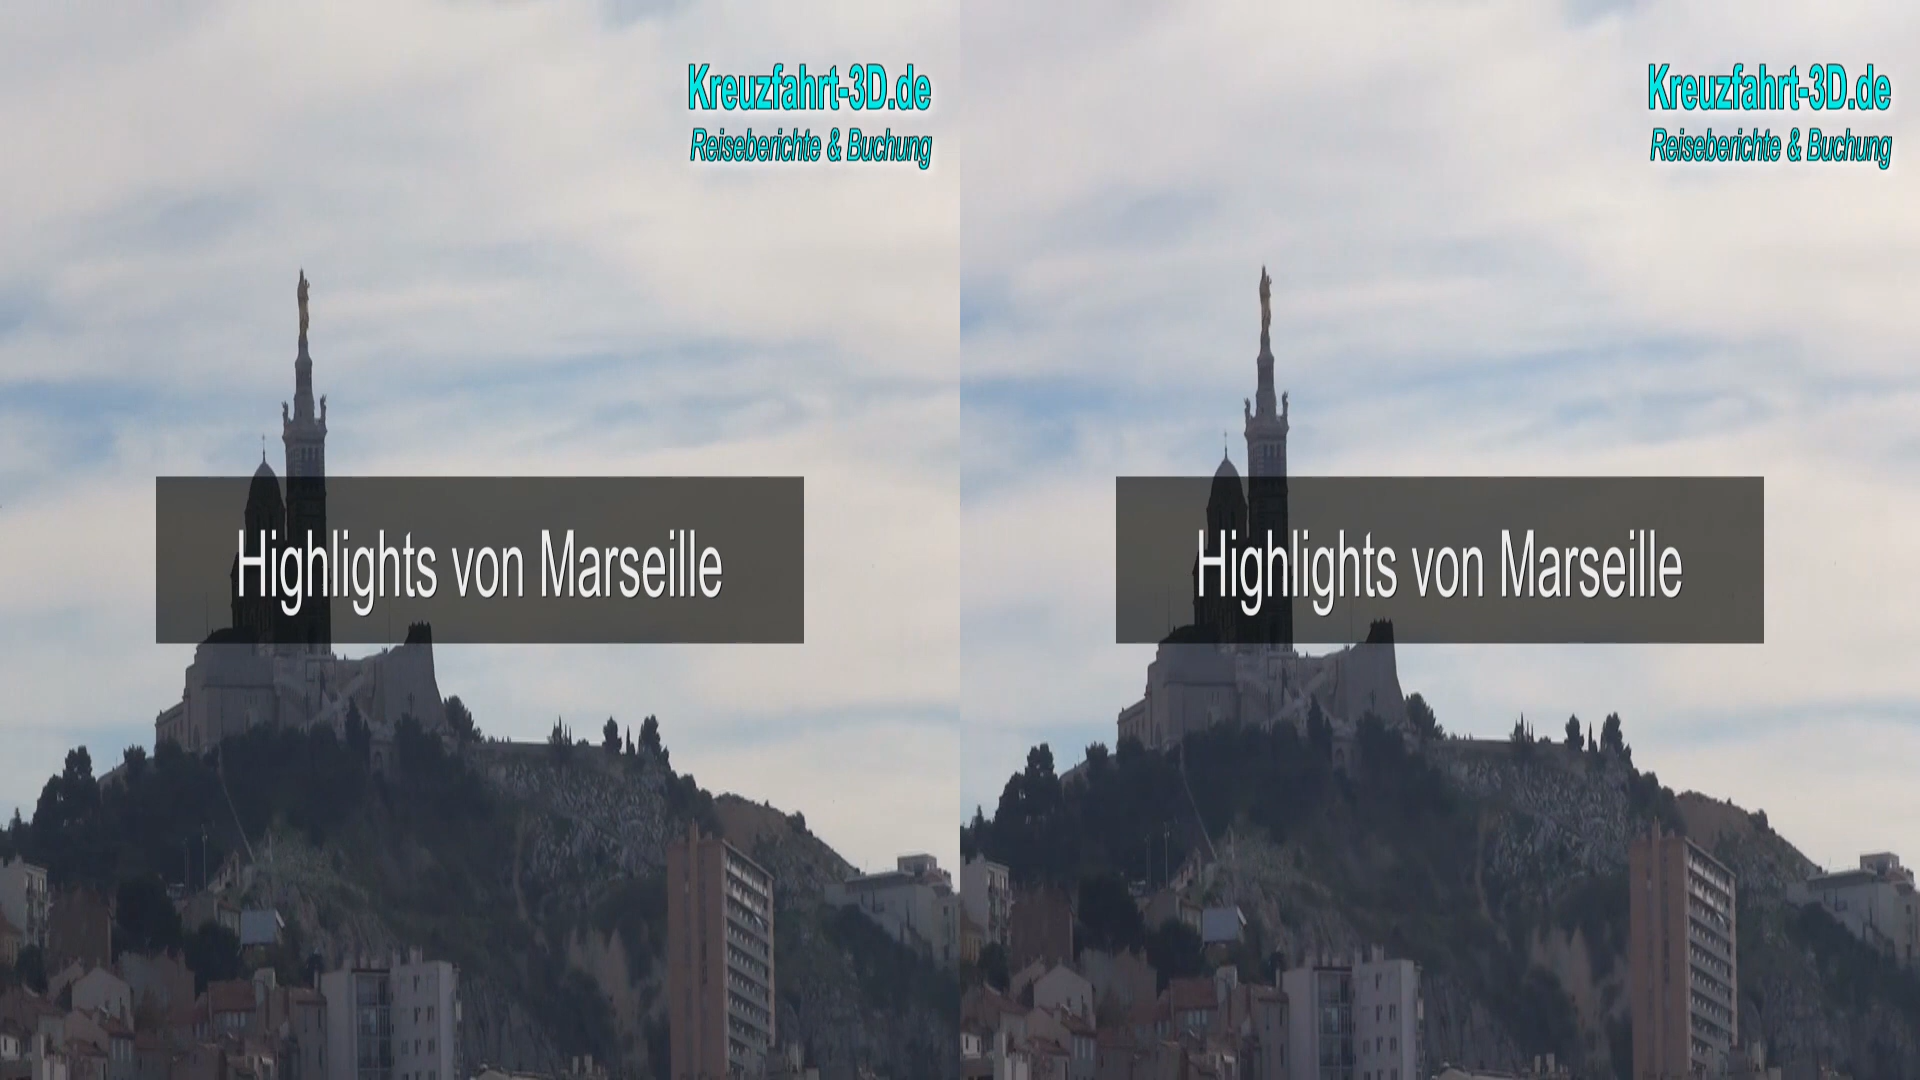 Kreuzfahrt-3D.de
Reiseberichte & Buchung
Highlights von Marseille
Kreuzfahrt-3D.de
Reiseberichte & Buchung
Highlights von Marseille